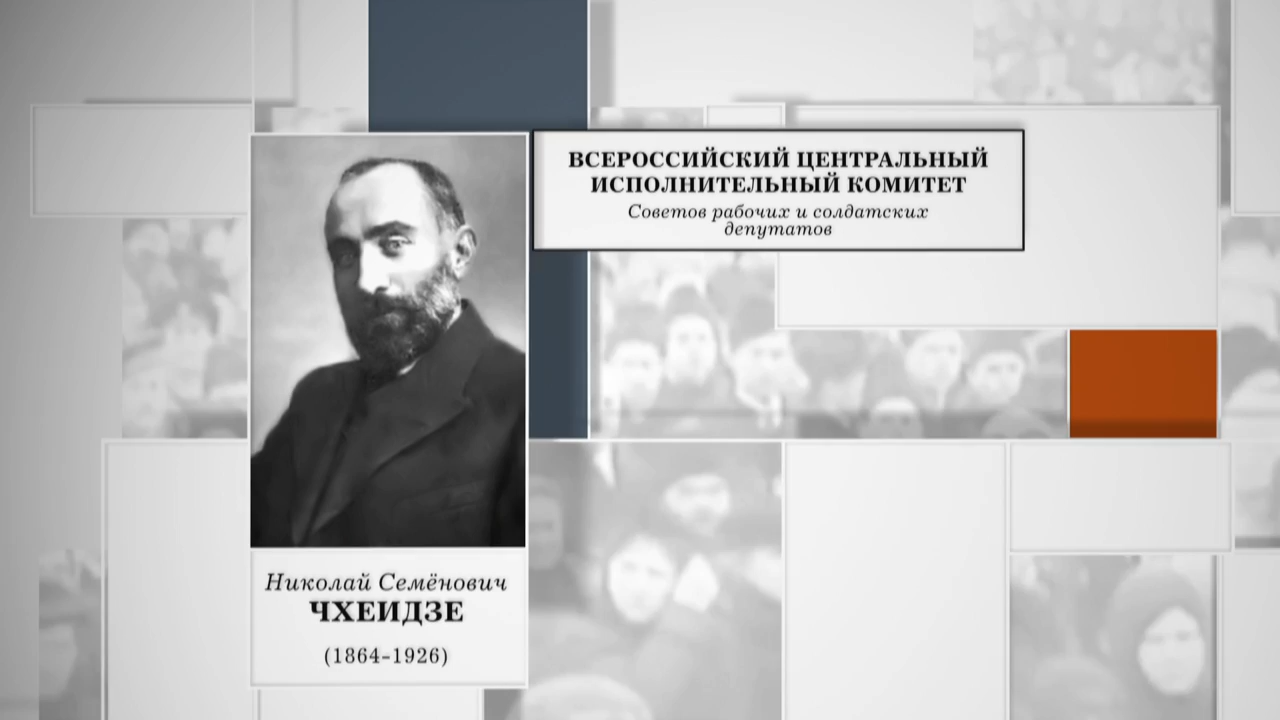 ВСЕРОССИЙСКИЙ ЦЕНТРАЛЬНЫЙ
ИСПОЛНИТЕЛЬНЫЙ КОМИТЕТ
Советов рабочих и солдатских
депутатов
Николай Семёнович
ЧХЕИДЗЕ
(1864–1926)